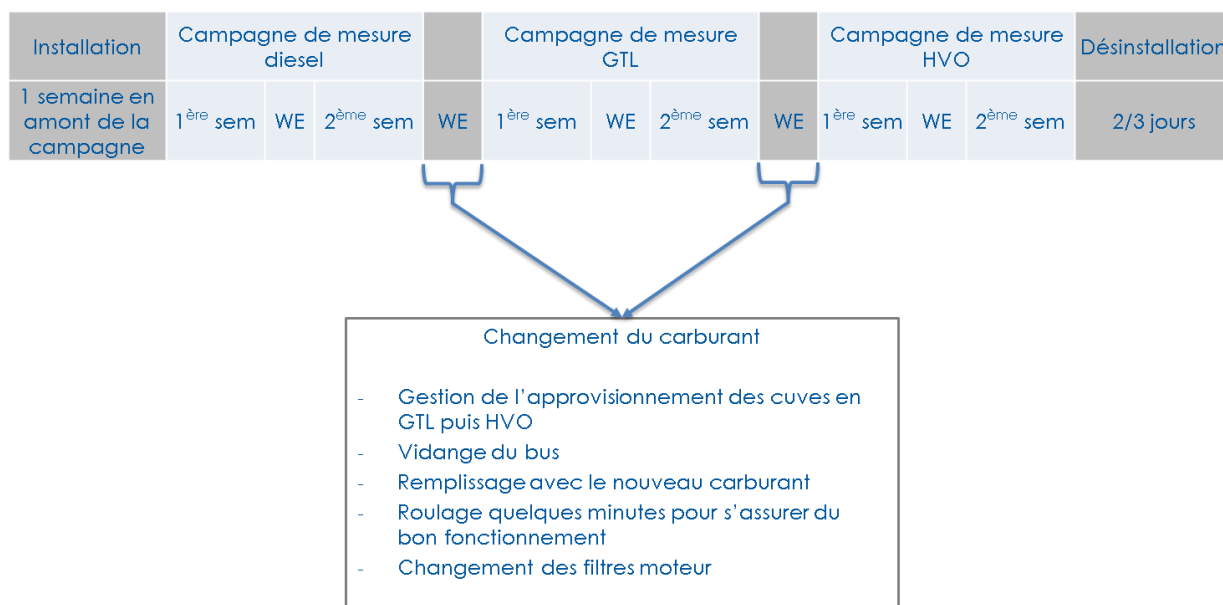 Installation
Campagne de mesure
diesel
Campagne de mesure
GTL
Campagne de mesure
HVO
Désinstallation
1 semaine en
amont de la
campagne
1ère sem
WE
2ème sem
WE
1ère sem
WE
2ème sem
WE
1ère sem
WE
2ème sem
2/3 jours
Changement du carburant
- Gestion de l’approvisionnement des cuves en
GTL puis HVO
- Vidange du bus
- Remplissage avec le nouveau carburant
- Roulage quelques minutes pour s’assurer du
bon fonctionnement
- Changement des filtres moteur